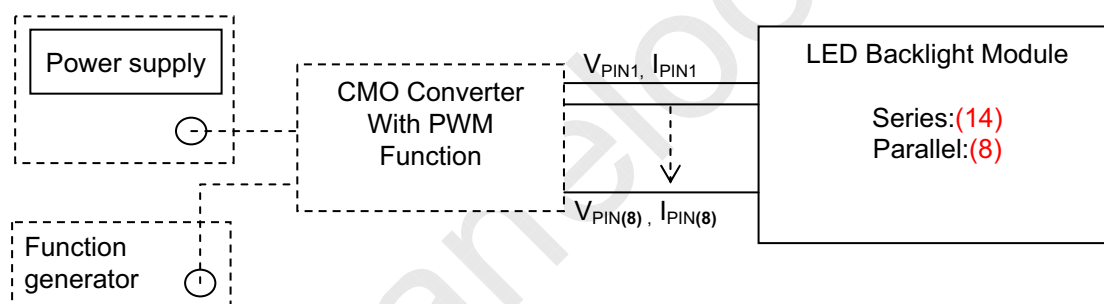 Power supply
CMO Converter
With PWM
Function
Function
generator
VPIN1, IPIN1
VPIN(8) , IPIN(8)
LED Backlight Module
Series:(14)
Parallel:(8)